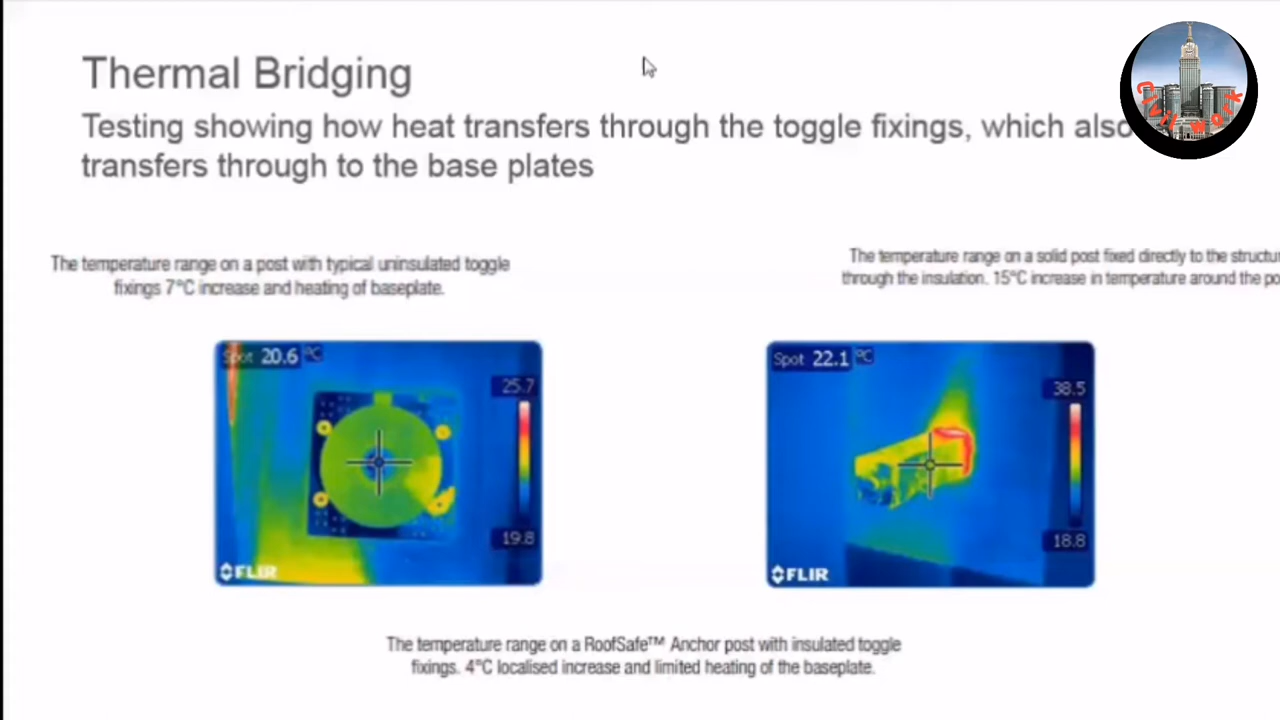 Thermal Bridging
Testing showing how heat transfers through the toggle fixings, which also
transfers through to the base plates
Civil work
The temperature range on a post with typical uninsulated toggle
fixings 7°C increase and heating of baseplate.
The temperature range on a solid post fixed directly to the structu
through the insulation. 15°C increase in temperature around the po
Spot 20.6 °C
25.7
19.8
FLIR
Spot 22.1 °C
38.5
18.8
FLIR
The temperature range on a RoofSafe™ Anchor post with insulated toggle
fixings. 4°C localised increase and limited heating of the baseplate.